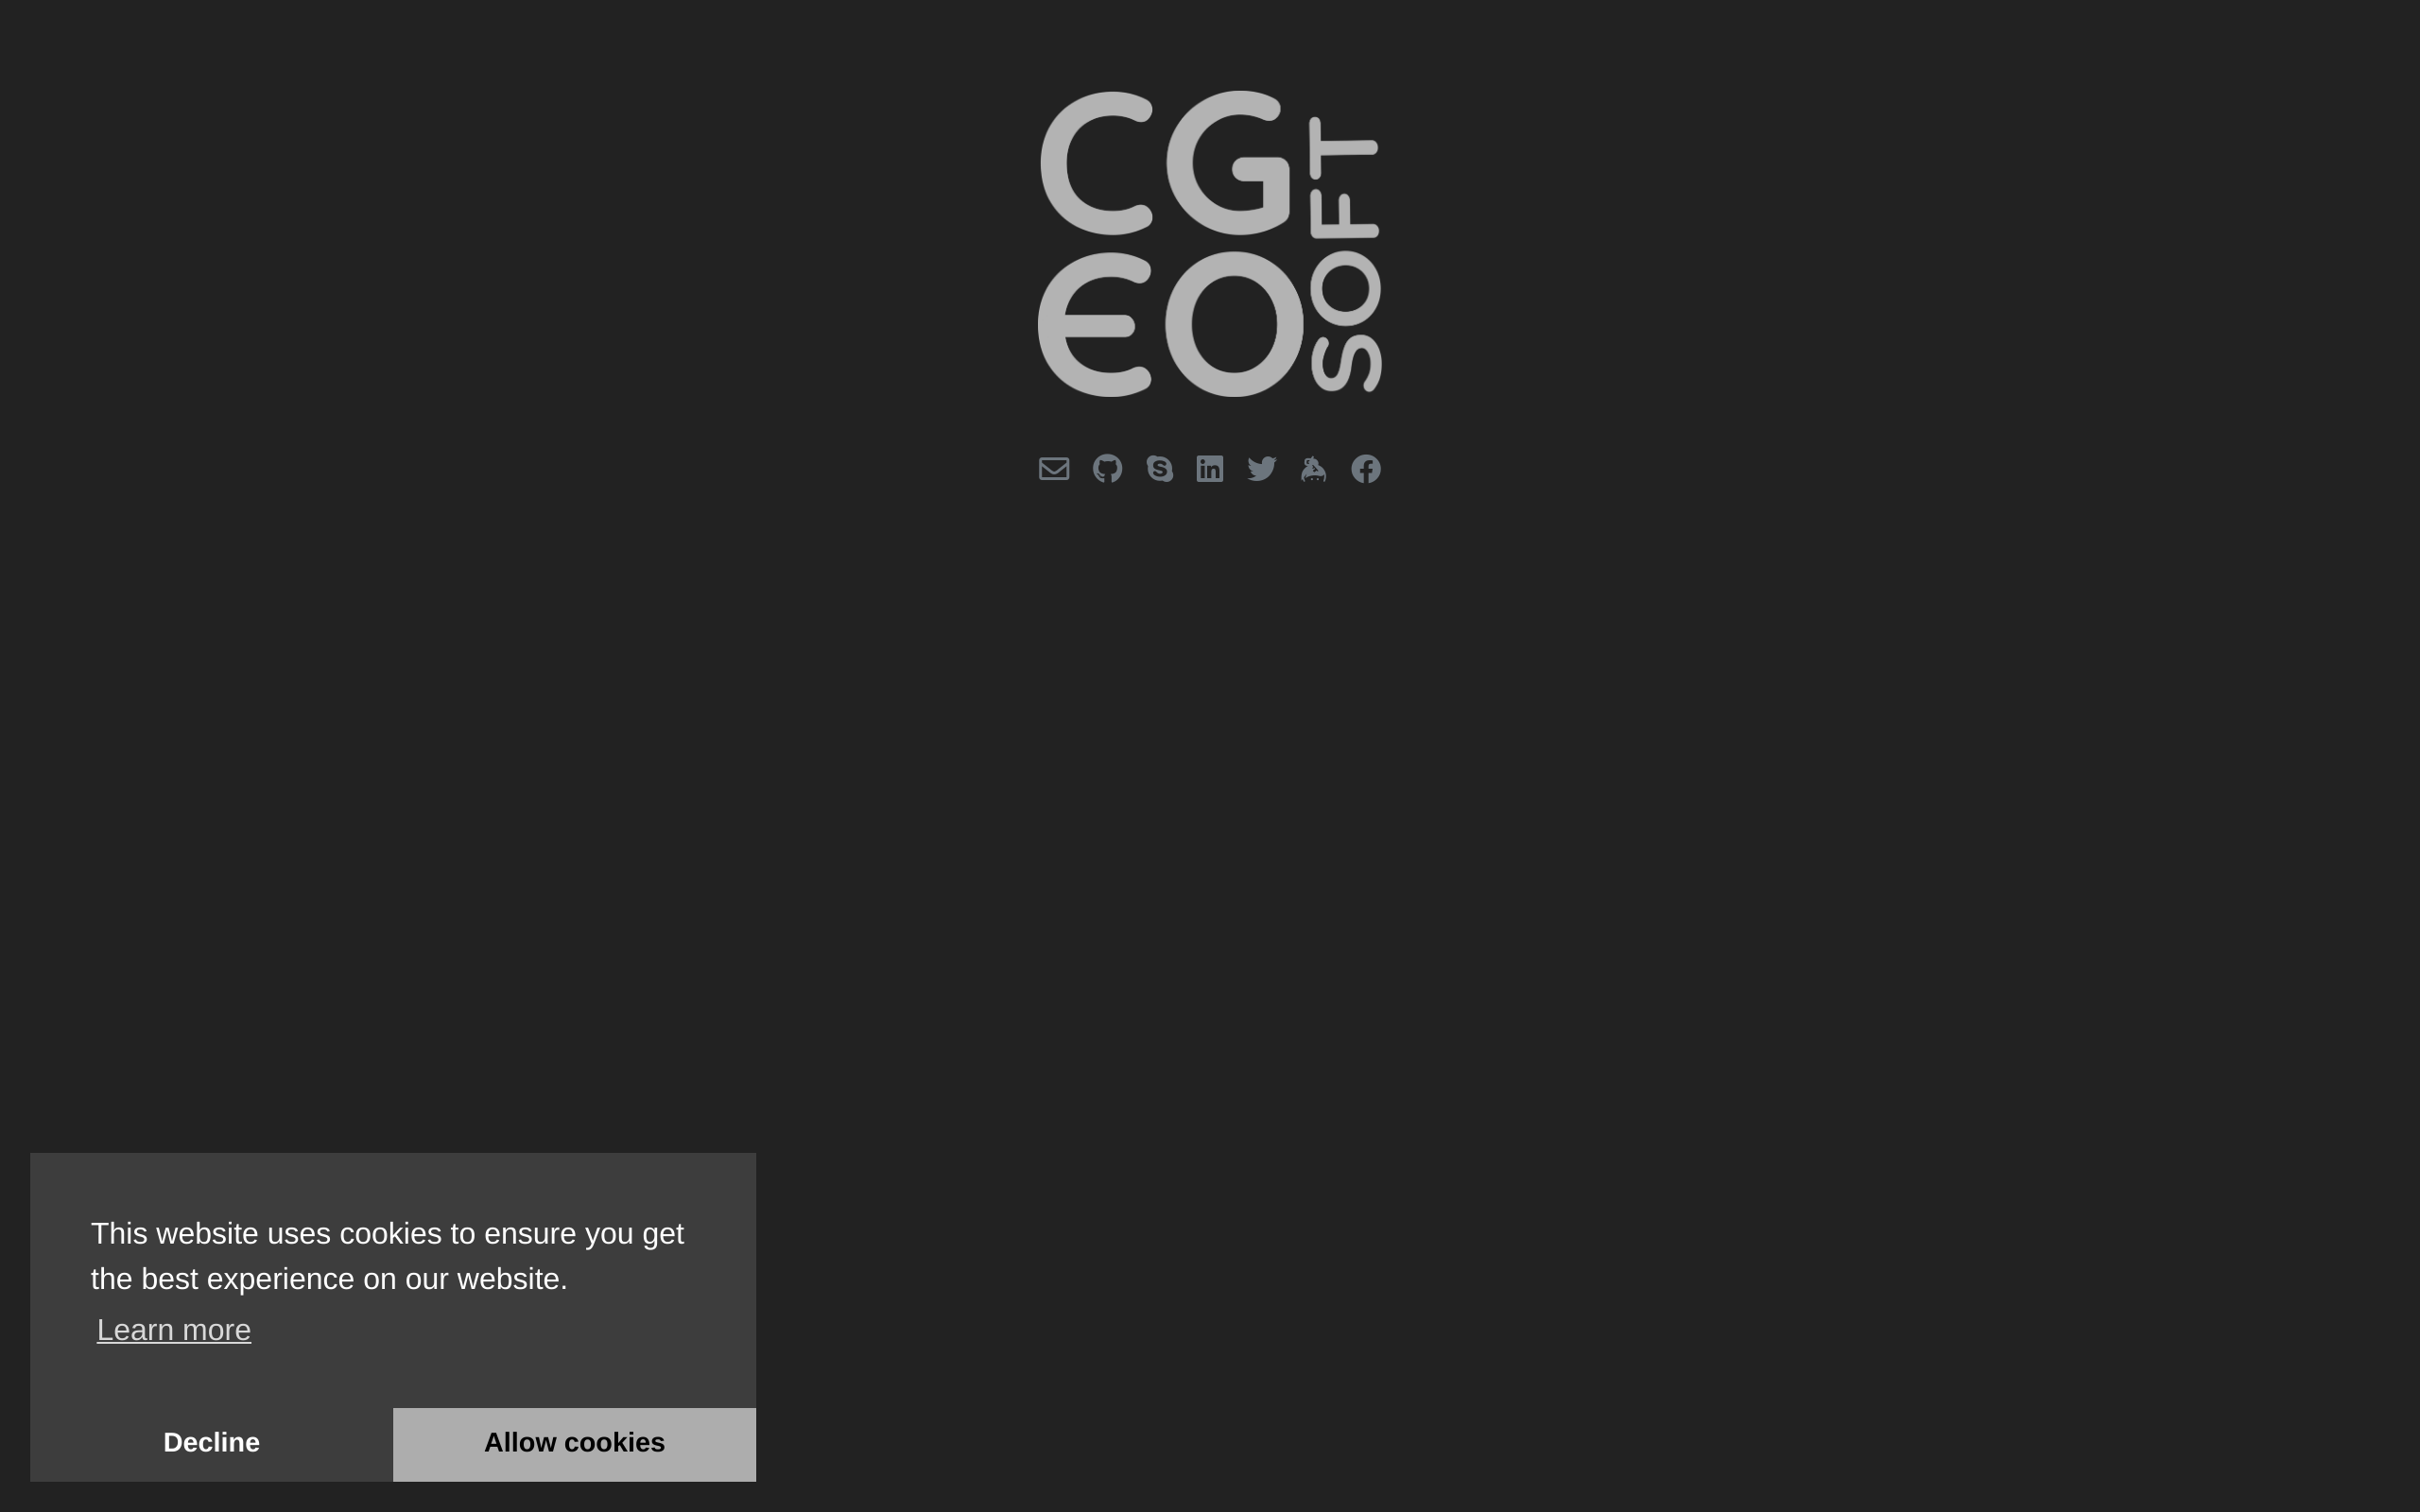 CG
EO
SOFT
This website uses cookies to ensure you get
the best experience on our website.
Learn more
Decline
Allow cookies